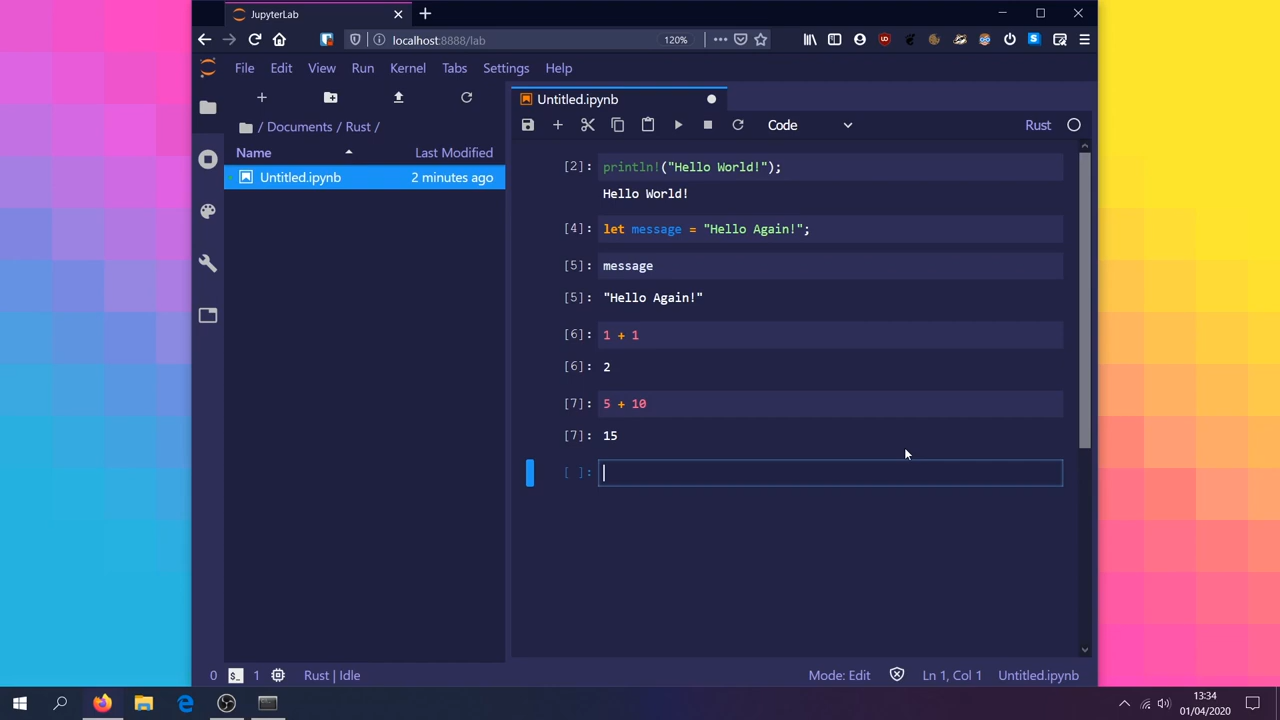 JupyterLab
localhost:8888/lab
120%
File Edit View Run Kernel Tabs Settings Help
Untitled.ipynb
Code
Rust
/ Documents / Rust /
Name
Last Modified
Untitled.ipynb
2 minutes ago
[2]: println!("Hello World!");
Hello World!
[4]: let message = "Hello Again!";
[5]: message
[5]: "Hello Again!"
[6]: 1 + 1
[6]: 2
[7]: 5 + 10
[7]: 15
[ ]:
0 $_ 1 Rust | Idle
Mode: Edit Ln 1, Col 1 Untitled.ipynb
13:34
01/04/2020